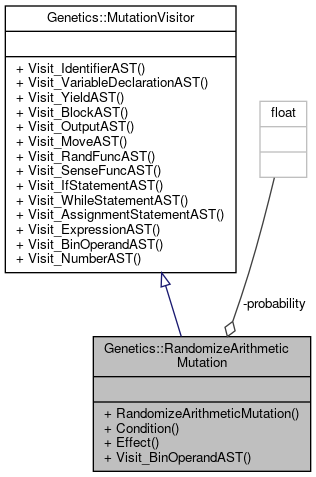 Genetics::MutationVisitor
+ Visit_IdentifierAST()
+ Visit_VariableDeclarationAST()
+ Visit_YieldAST()
+ Visit_BlockAST()
+ Visit_OutputAST()
+ Visit_MoveAST()
+ Visit_RandFuncAST()
+ Visit_SenseFuncAST()
+ Visit_IfStatementAST()
+ Visit_WhileStatementAST()
+ Visit_AssignmentStatementAST()
+ Visit_ExpressionAST()
+ Visit_BinOperandAST()
+ Visit_NumberAST()
float
-probability
Genetics::RandomizeArithmetic
Mutation
+ RandomizeArithmeticMutation()
+ Condition()
+ Effect()
+ Visit_BinOperandAST()